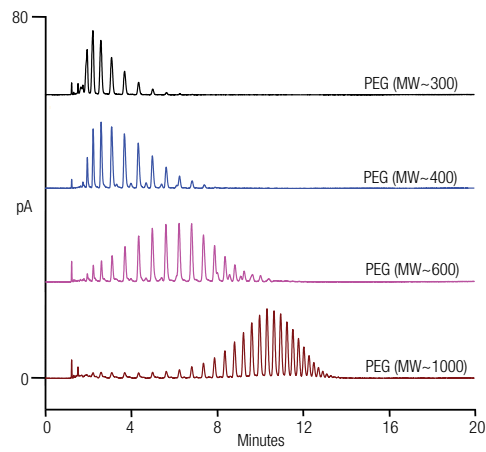 80
PEG (MW~300)
PEG (MW~400)
pA
PEG (MW~600)
PEG (MW~1000)
0
0 4 8 12 16 20
Minutes